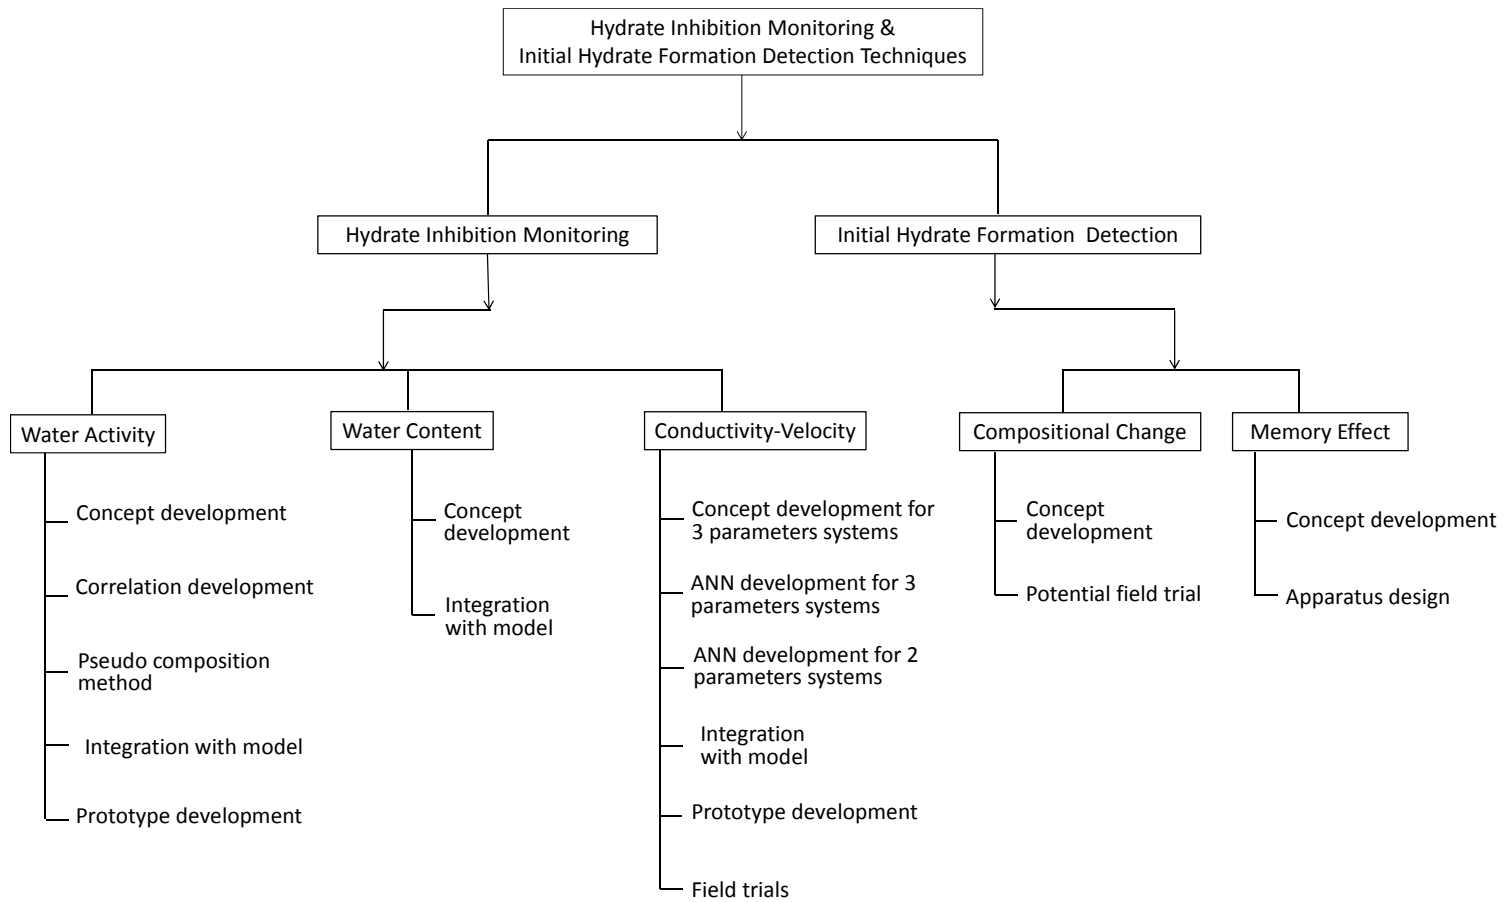 Hydrate Inhibition Monitoring &
Initial Hydrate Formation Detection Techniques
Hydrate Inhibition Monitoring
Initial Hydrate Formation Detection
Water Activity
Concept development
Correlation development
Pseudo composition
method
Integration with model
Prototype development
Water Content
Concept
development
Integration
with model
Conductivity-Velocity
Concept development for
3 parameters systems
ANN development for 3
parameters systems
ANN development for 2
parameters systems
Integration
with model
Prototype development
Field trials
Compositional Change
Concept
development
Potential field trial
Memory Effect
Concept development
Apparatus design